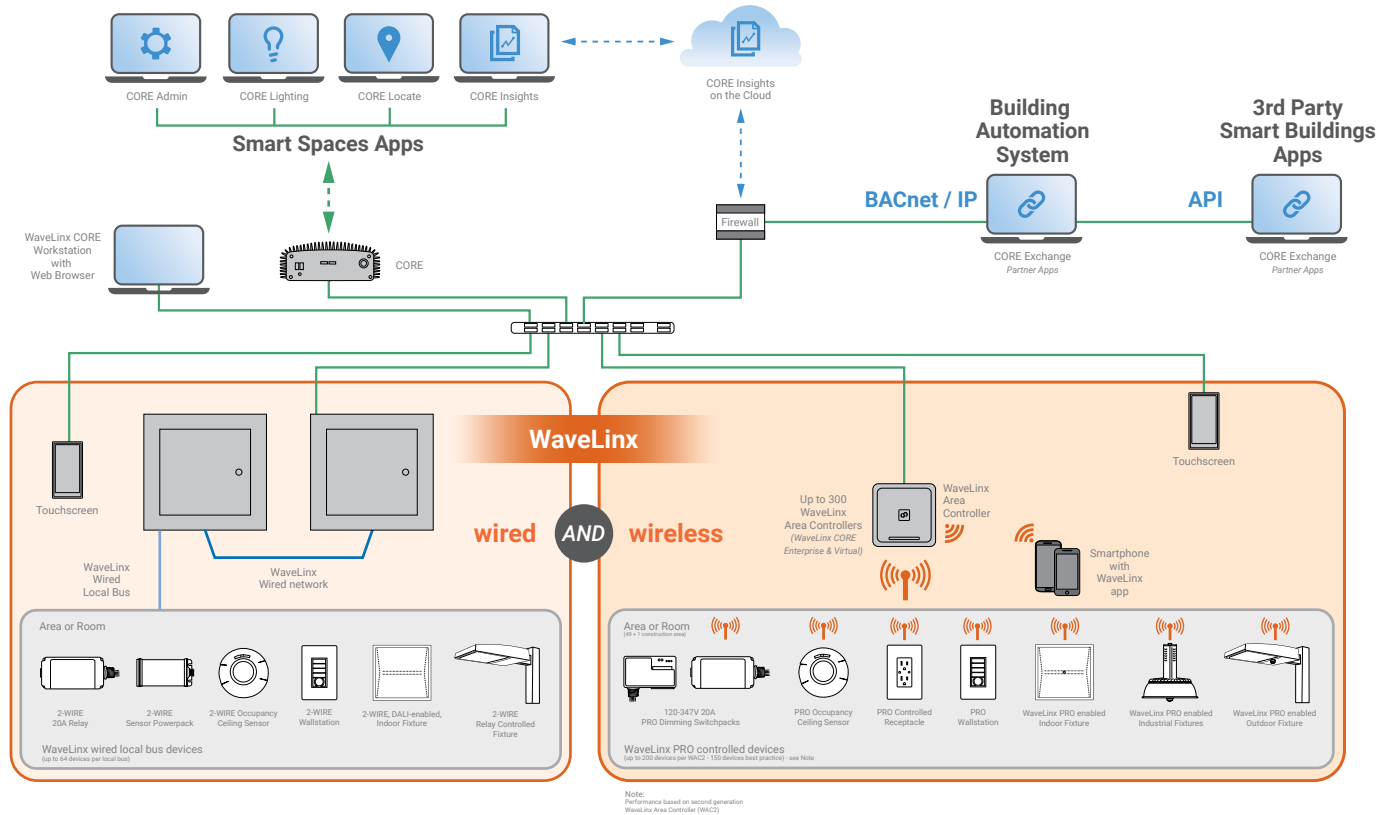 CORE Admin
CORE Lighting
CORE Locate
CORE Insights
CORE Insights
on the Cloud
Smart Spaces Apps
Building
Automation
System
3rd Party
Smart Buildings
Apps
BACnet / IP
API
Firewall
CORE Exchange
Partner Apps
CORE Exchange
Partner Apps
WaveLinx CORE
Workstation
with
Web Browser
CORE
WaveLinx
wired
AND
wireless
Touchscreen
WaveLinx
Wired
Local Bus
WaveLinx
Wired network
Area or Room
2-WIRE
20A Relay
2-WIRE
Sensor Powerpack
2-WIRE Occupancy
Ceiling Sensor
2-WIRE
Wallstation
2-WIRE, DALI-enabled,
Indoor Fixture
2-WIRE
Relay Controlled
Fixture
WaveLinx wired local bus devices
(up to 64 devices per local bus)
Touchscreen
Up to 300
WaveLinx
Area Controllers
(WaveLinx CORE
Enterprise & Virtual)
WaveLinx
Area
Controller
Smartphone
with
WaveLinx
app
Area or Room
(49 + 1 construction area)
120-347V 20A
PRO Dimming Switchpacks
PRO Occupancy
Ceiling Sensor
PRO Controlled
Receptacle
PRO
Wallstation
WaveLinx PRO enabled
Indoor Fixture
WaveLinx PRO enabled
Industrial Fixtures
WaveLinx PRO enabled
Outdoor Fixture
WaveLinx PRO controlled devices
(up to 200 devices per WAC2 - 150 devices best practice) - see Note
Note:
Performance based on second generation
WaveLinx Area Controller (WAC2)